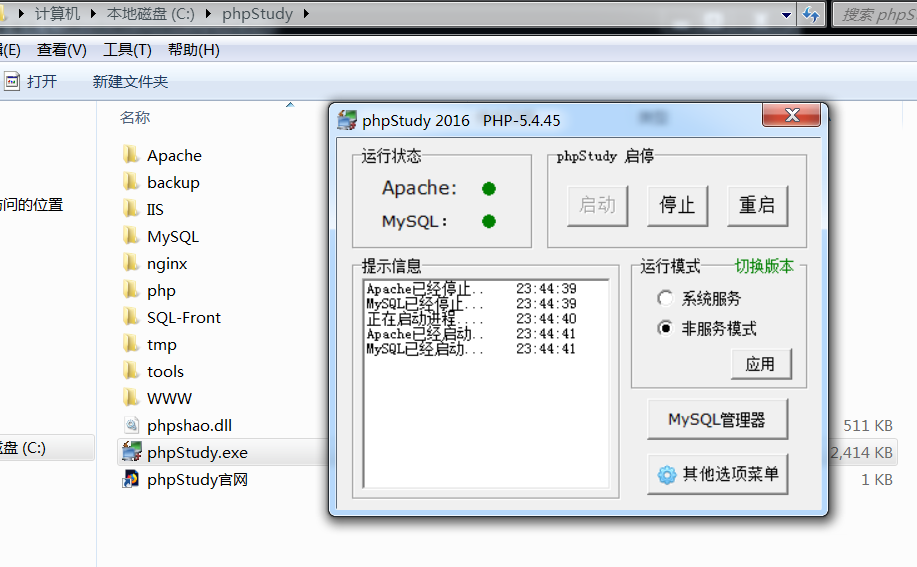 计算机 本地磁盘 (C:) phpStudy 搜索 phpS
(E) 查看(V) 工具(T) 帮助(H)
打开 新建文件夹
名称
Apache
backup
IIS
问的位置
MySQL
nginx
php
SQL-Front
tmp
tools
WWW
phpshao.dll 511 KB
盘 (C:)
phpStudy.exe 2,414 KB
phpStudy官网 1 KB
phpStudy 2016 PHP-5.4.45
运行状态
Apache:
MySQL:
phpStudy 启停
启动 停止 重启
提示信息
Apache已经停止.. 23:44:39
MySQL已经停止... 23:44:39
正在启动进程.... 23:44:40
Apache已经启动.. 23:44:41
MySQL已经启动... 23:44:41
运行模式 切换版本
系统服务
非服务模式
应用
MySQL管理器
其他选项菜单